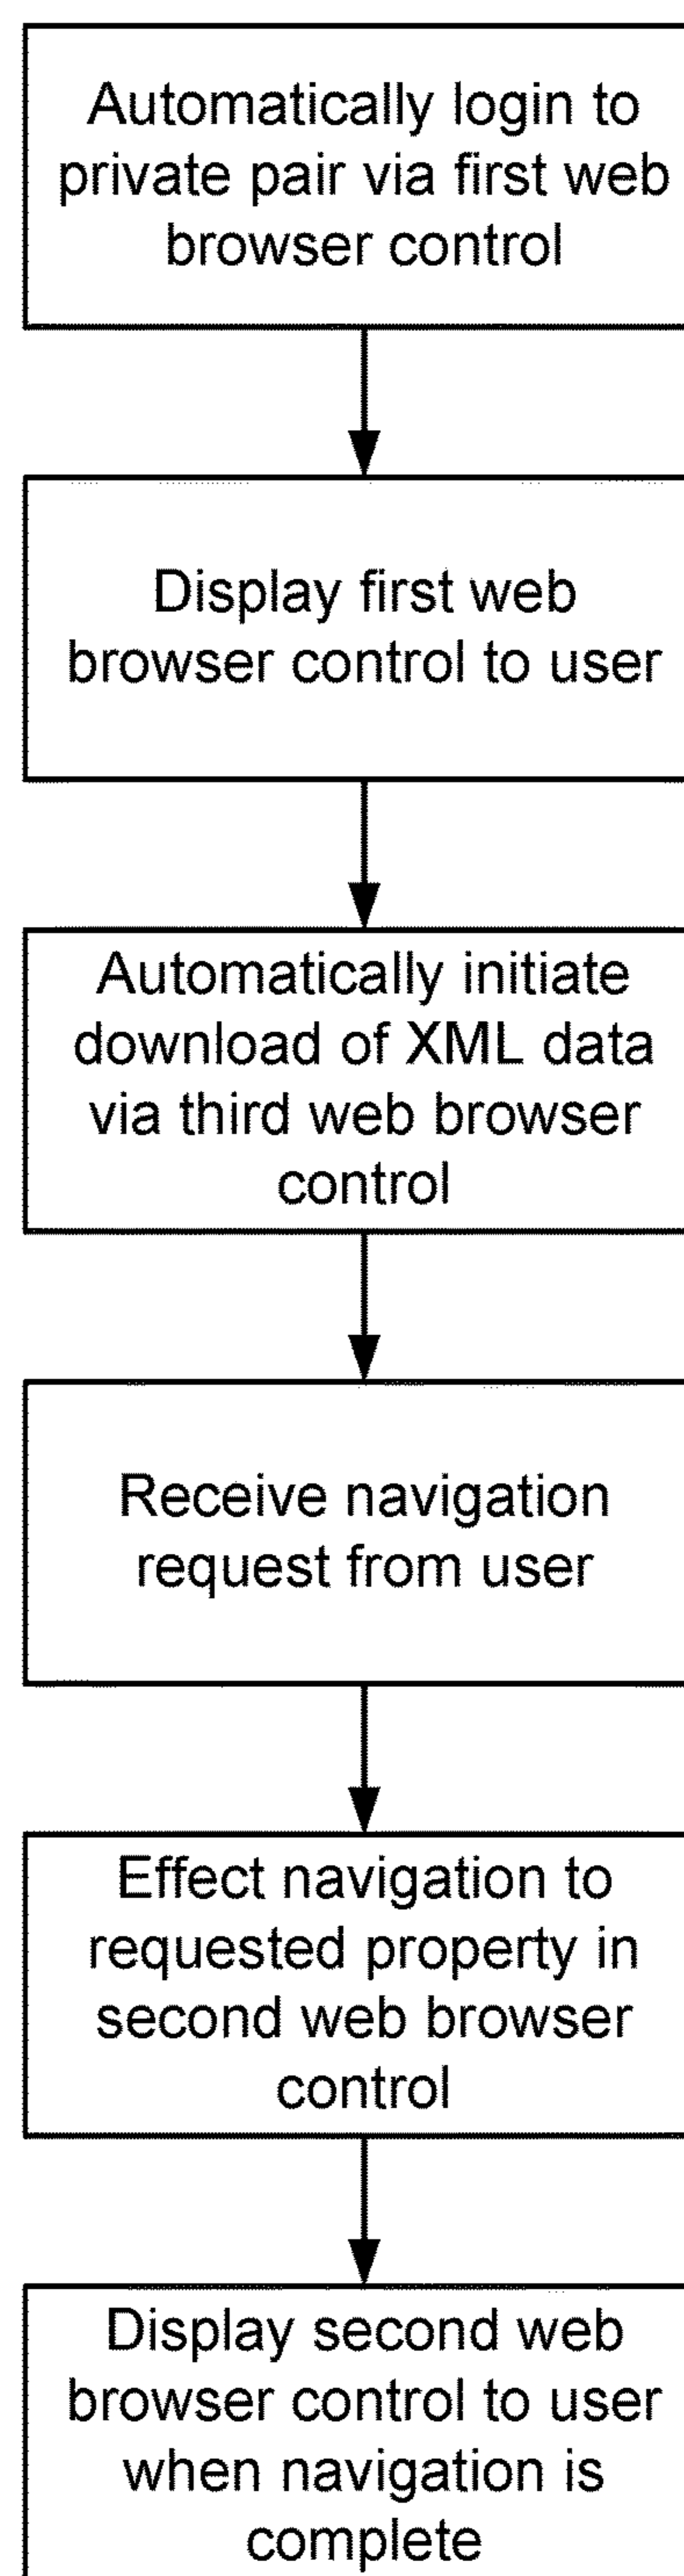 Automatically login to
private pair via first web
browser control
Display first web
browser control to user
Automatically initiate
download of XML data
via third web browser
control
Receive navigation
request from user
Effect navigation to
requested property in
second web browser
control
Display second web
browser control to user
when navigation is
complete